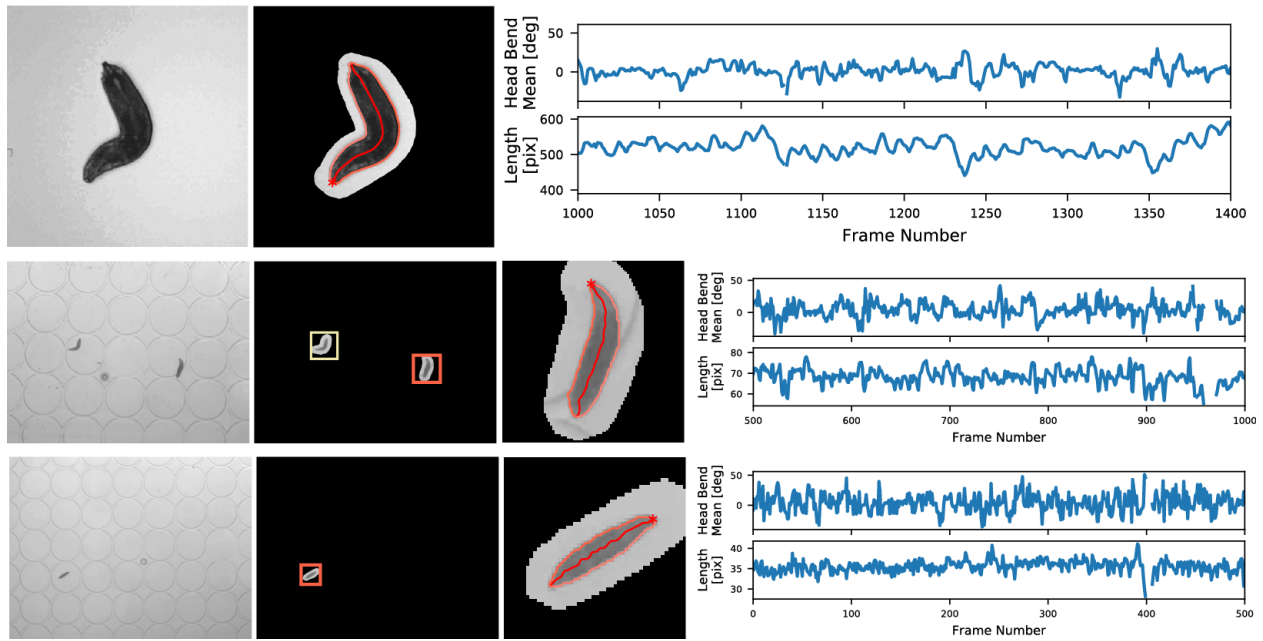 Head Bend
Mean [deg]
50
0
Length
[pix]
600
500
400
1000 1050 1100 1150 1200 1250 1300 1350 1400
Frame Number
Head Bend
Mean [deg]
50
0
Length
[pix]
80
70
60
500 600 700 800 900 1000
Frame Number
Head Bend
Mean [deg]
50
0
Length
[pix]
40
35
30
0 100 200 300 400 500
Frame Number